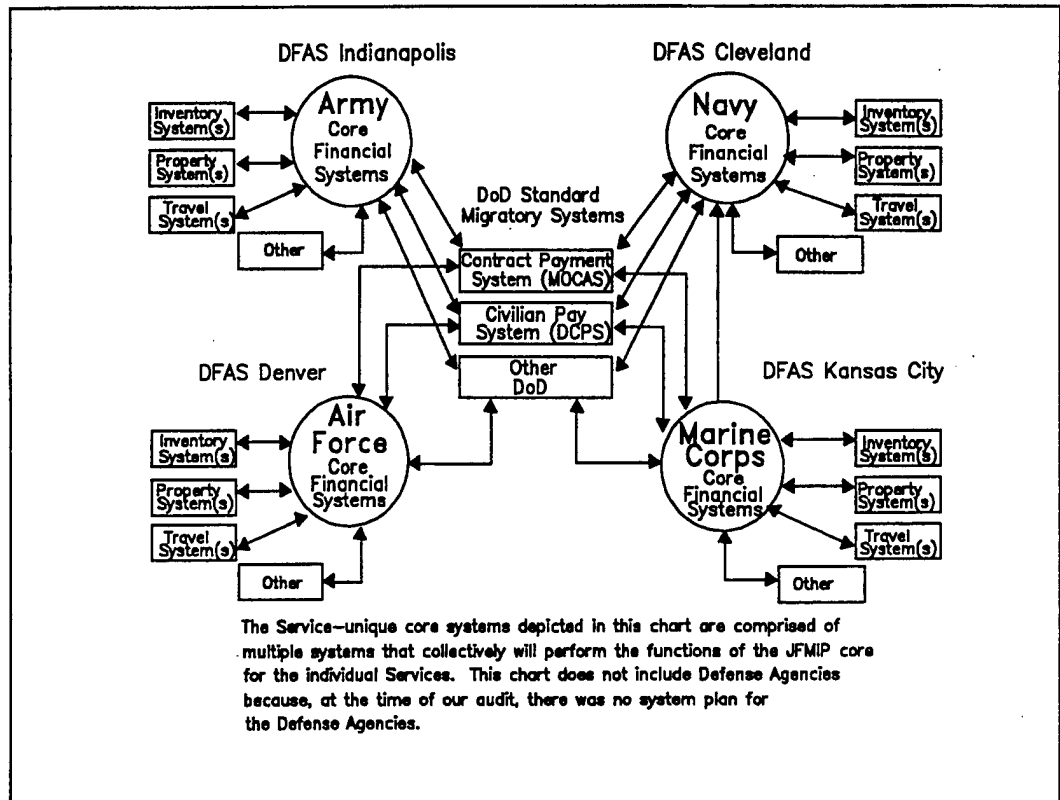 DFAS Indianapolis
DFAS Cleveland
Army
Core
Financial
Systems
Inventory
System(s)
Property
System(s)
Travel
System(s)
Other
Navy
Core
Financial
Systems
Inventory
System(s)
Property
System(s)
Travel
System(s)
Other
DoD Standard
Migratory Systems
Contract Payment
System (MOCAS)
Civilian Pay
System (DCPS)
Other
DoD
DFAS Denver
DFAS Kansas City
Air
Force
Core
Financial
Systems
Inventory
System(s)
Property
System(s)
Travel
System(s)
Other
Marine
Corps
Core
Financial
Systems
Inventory
System(s)
Property
System(s)
Travel
System(s)
Other
The Service-unique core systems depicted in this chart are comprised of
multiple systems that collectively will perform the functions of the JFMIP core
for the individual Services. This chart does not include Defense Agencies
because, at the time of our audit, there was no system plan for
the Defense Agencies.